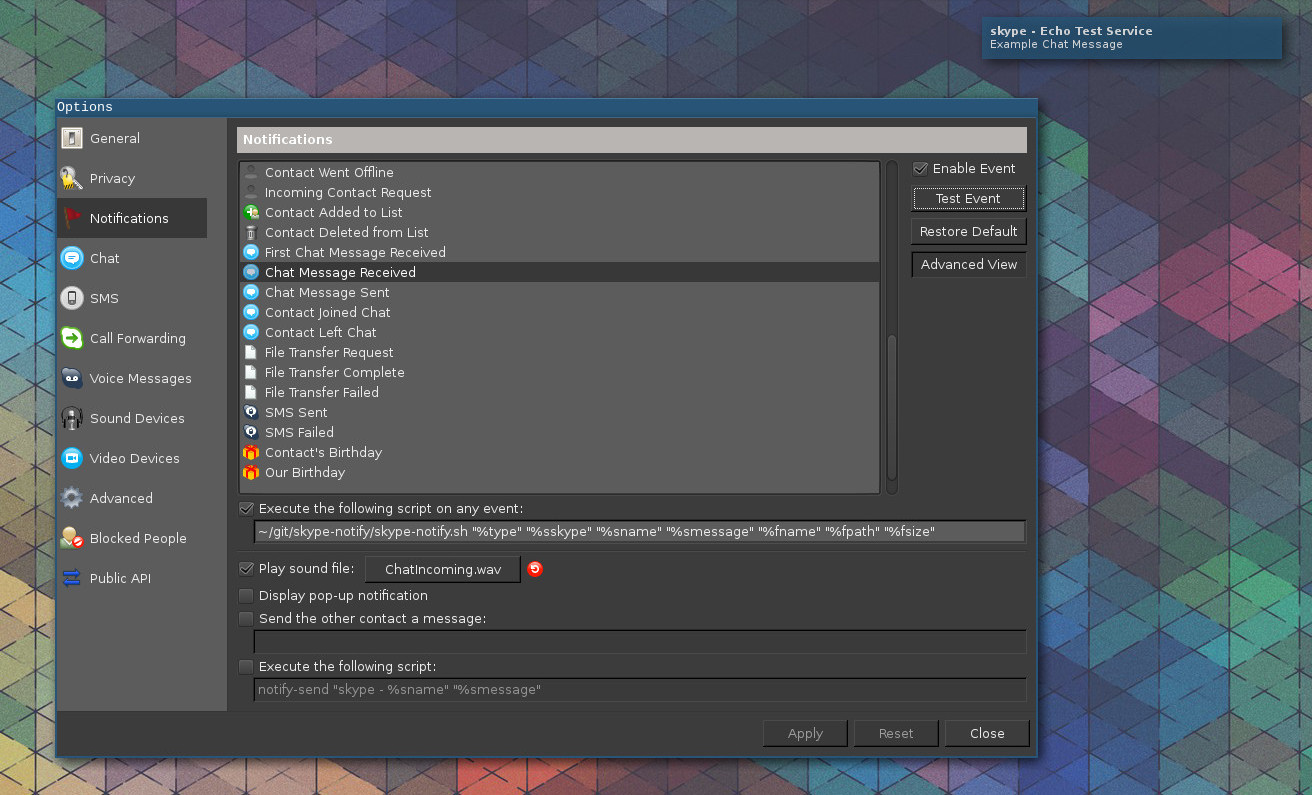 skype - Echo Test Service
Example Chat Message
Options
General
Privacy
Notifications
Chat
SMS
Call Forwarding
Voice Messages
Sound Devices
Video Devices
Advanced
Blocked People
Public API
Notifications
Contact Went Offline
Incoming Contact Request
Contact Added to List
Contact Deleted from List
First Chat Message Received
Chat Message Received
Chat Message Sent
Contact Joined Chat
Contact Left Chat
File Transfer Request
File Transfer Complete
File Transfer Failed
SMS Sent
SMS Failed
Contact's Birthday
Our Birthday
Enable Event
Test Event
Restore Default
Advanced View
Execute the following script on any event:
~/git/skype-notify/skype-notify.sh "%type" "%sskype" "%sname" "%smessage" "%fname" "%fpath" "%fsize"
Play sound file: ChatIncoming.wav
Display pop-up notification
Send the other contact a message:
Execute the following script:
notify-send "skype - %sname" "%smessage"
Apply Reset Close